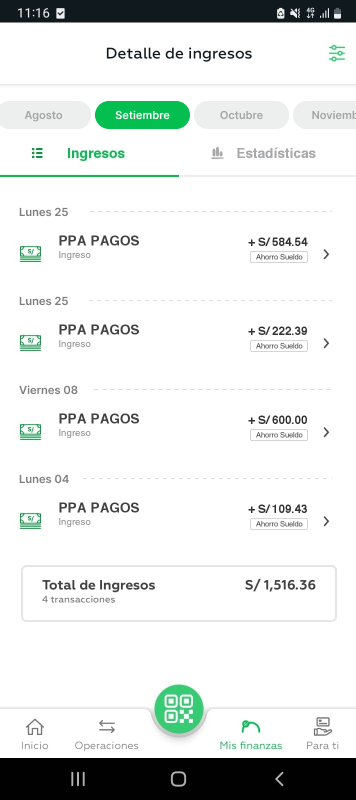 11:16
4G
Detalle de ingresos
Agosto Setiembre Octubre Noviemb
Ingresos Estadísticas
Lunes 25
S/ PPA PAGOS + S/ 584.54
Ingreso Ahorro Sueldo
Lunes 25
S/ PPA PAGOS + S/ 222.39
Ingreso Ahorro Sueldo
Viernes 08
S/ PPA PAGOS + S/ 600.00
Ingreso Ahorro Sueldo
Lunes 04
S/ PPA PAGOS + S/ 109.43
Ingreso Ahorro Sueldo
Total de Ingresos S/ 1,516.36
4 transacciones
Inicio Operaciones Mis finanzas Para ti